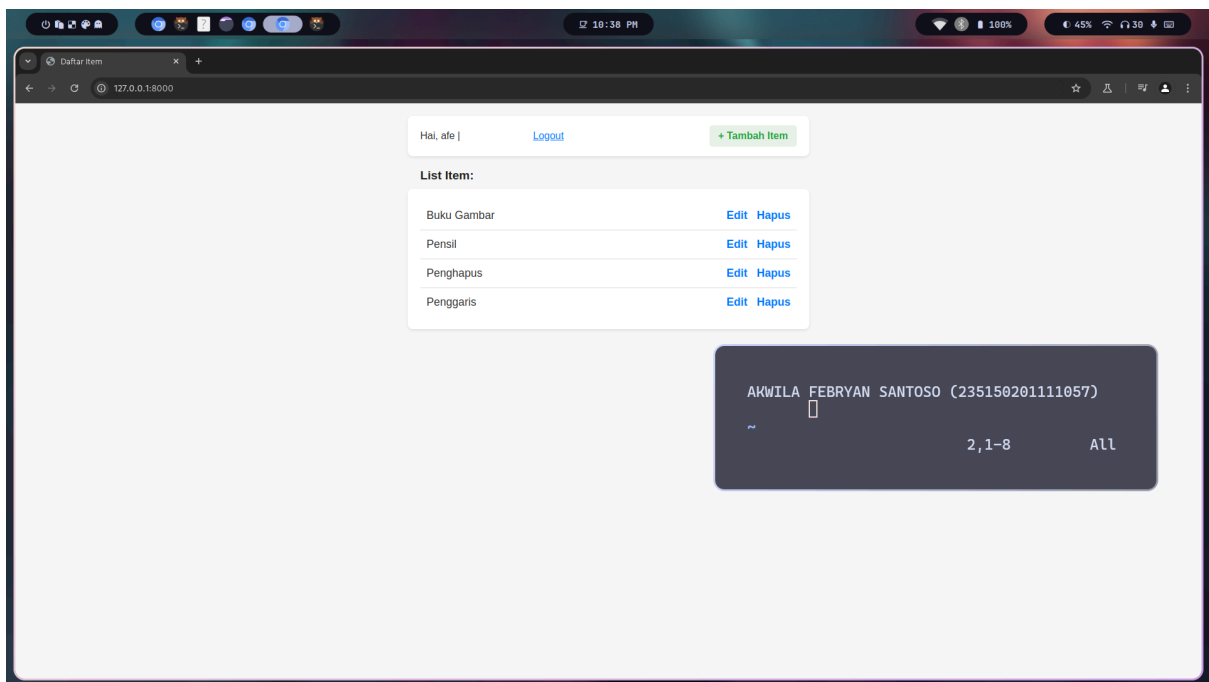 10:38 PM
100%
45% 30
Daftar Item
127.0.0.1:8000
Hai, afe | Logout + Tambah Item
List Item:
Buku Gambar Edit Hapus
Pensil Edit Hapus
Penghapus Edit Hapus
Penggaris Edit Hapus
AKWILA FEBRYAN SANTOSO (235150201111057)
~
2,1-8 All